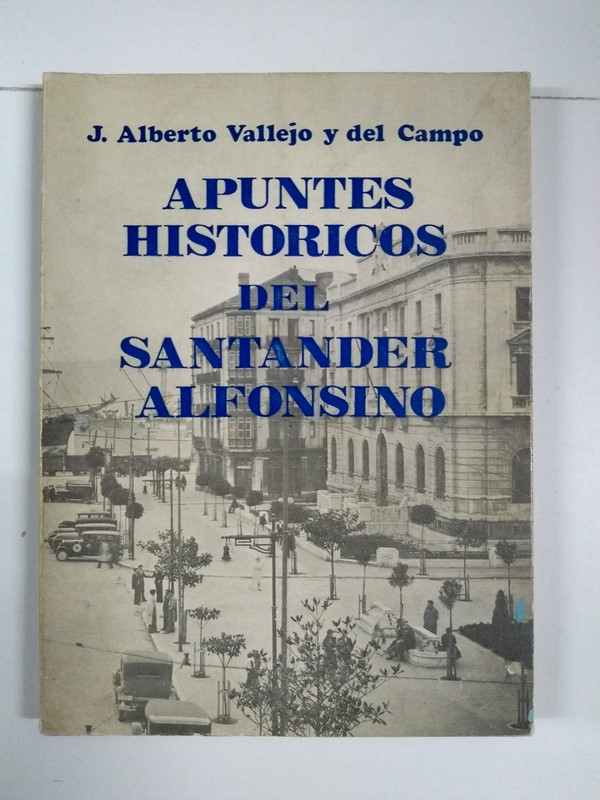 J. Alberto Vallejo y del Campo
APUNTES
HISTORICOS
DEL
SANTANDER
ALFONSINO